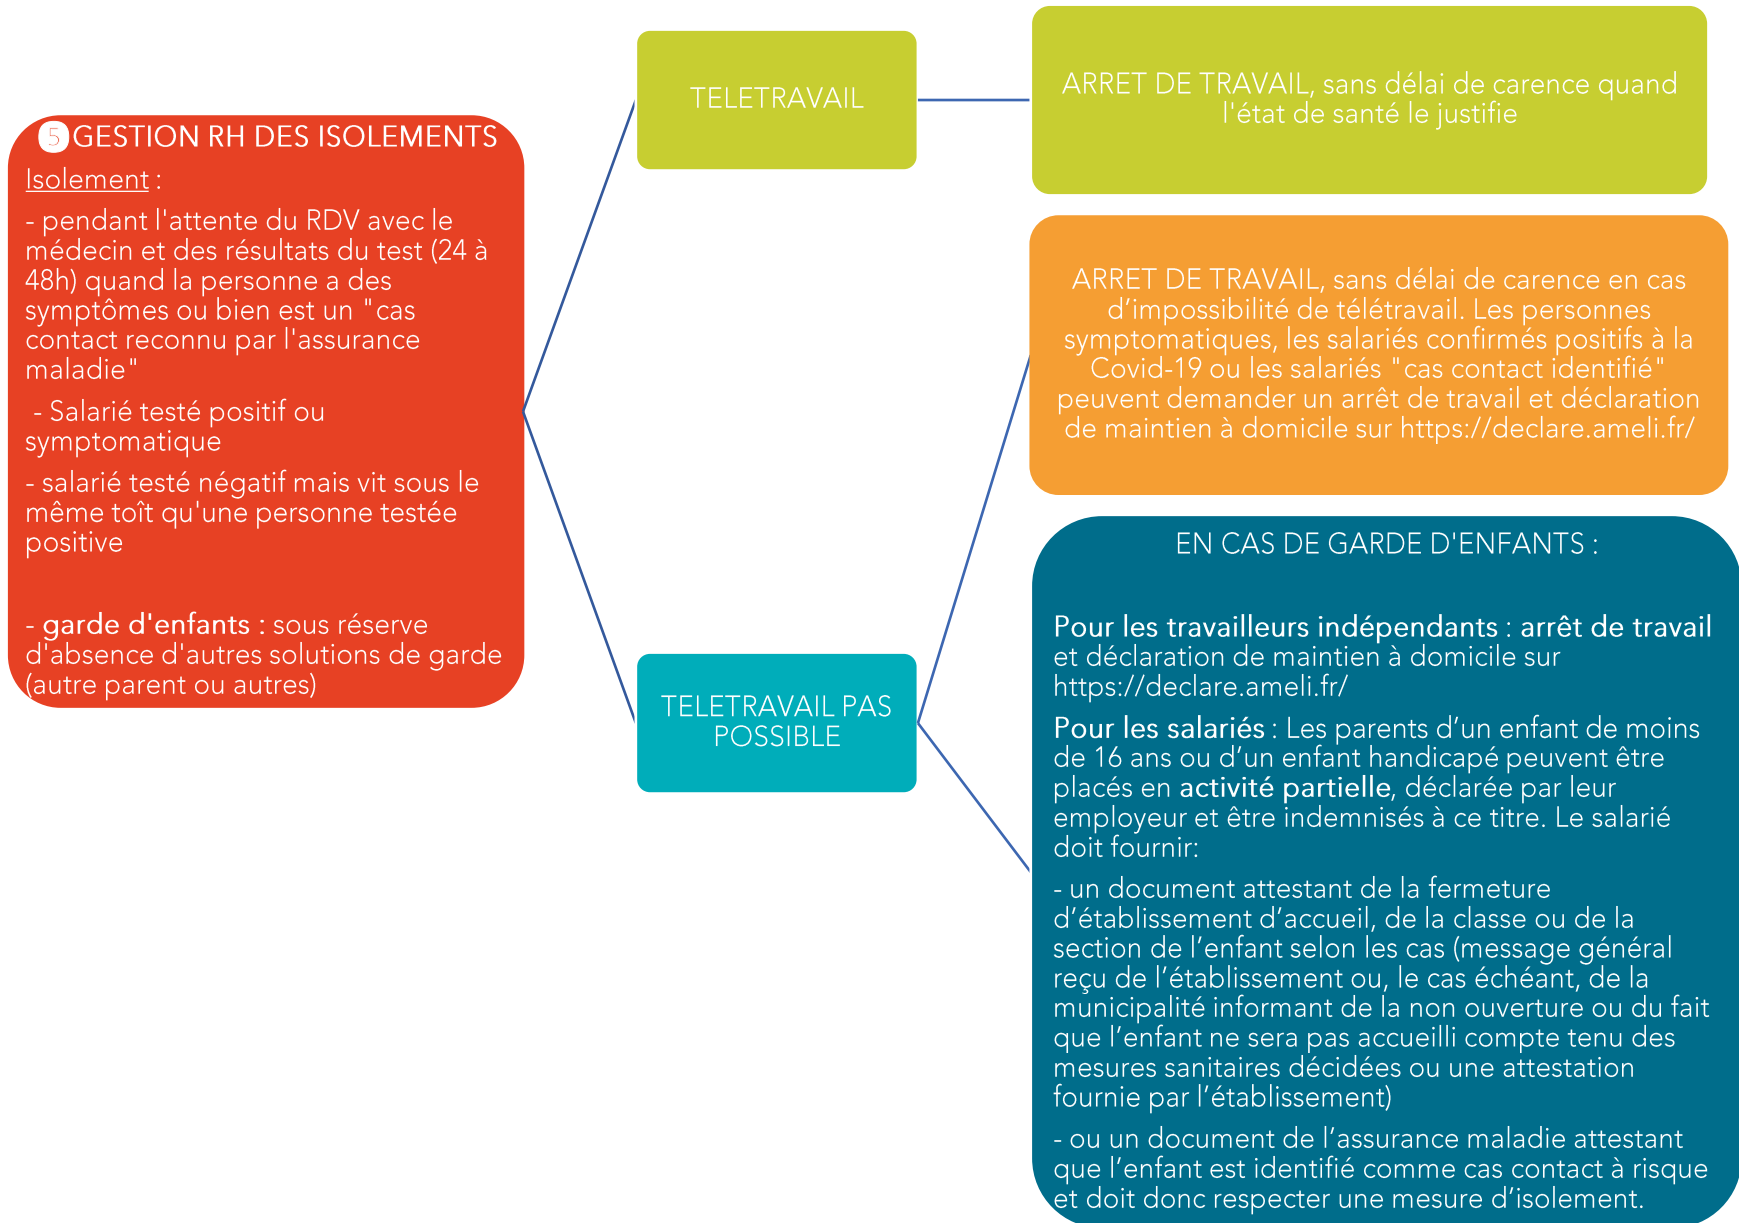 5 GESTION RH DES ISOLEMENTS
Isolement :
- pendant l'attente du RDV avec le
médecin et des résultats du test (24 à
48h) quand la personne a des
symptômes ou bien est un "cas
contact reconnu par l'assurance
maladie"
- Salarié testé positif ou
symptomatique
- salarié testé négatif mais vit sous le
même toît qu'une personne testée
positive
- garde d'enfants : sous réserve
d'absence d'autres solutions de garde
(autre parent ou autres)
TELETRAVAIL
ARRET DE TRAVAIL, sans délai de carence quand
l'état de santé le justifie
TELETRAVAIL PAS
POSSIBLE
ARRET DE TRAVAIL, sans délai de carence en cas
d’impossibilité de télétravail. Les personnes
symptomatiques, les salariés confirmés positifs à la
Covid-19 ou les salariés "cas contact identifié"
peuvent demander un arrêt de travail et déclaration
de maintien à domicile sur https://declare.ameli.fr/
EN CAS DE GARDE D'ENFANTS :
Pour les travailleurs indépendants : arrêt de travail
et déclaration de maintien à domicile sur
https://declare.ameli.fr/
Pour les salariés : Les parents d’un enfant de moins
de 16 ans ou d’un enfant handicapé peuvent être
placés en activité partielle, déclarée par leur
employeur et être indemnisés à ce titre. Le salarié
doit fournir:
- un document attestant de la fermeture
d’établissement d’accueil, de la classe ou de la
section de l’enfant selon les cas (message général
reçu de l’établissement ou, le cas échéant, de la
municipalité informant de la non ouverture ou du fait
que l’enfant ne sera pas accueilli compte tenu des
mesures sanitaires décidées ou une attestation
fournie par l’établissement)
- ou un document de l’assurance maladie attestant
que l’enfant est identifié comme cas contact à risque
et doit donc respecter une mesure d’isolement.